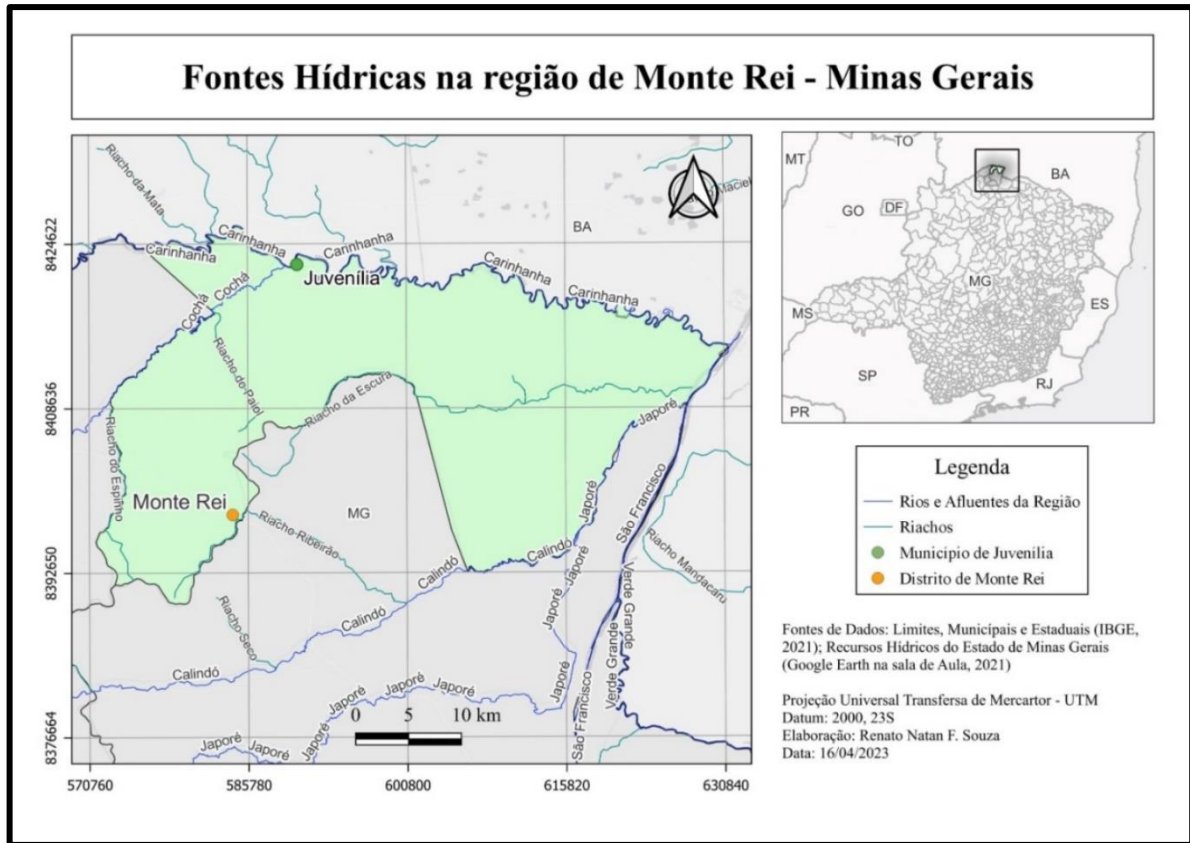 Fontes Hídricas na região de Monte Rei - Minas Gerais
Riacho da Mata
Maciel
BA
Carinhanha
Carinhanha
Carinhanha
Carinhanha
Carinhanha
Juvenília
Cochá
Cochá
Riacho do Paiol
Riacho da Escura
Riacho do Espinho
Monte Rei
Riacho Ribeirão
MG
Japoré
Japoré
São Francisco
Riacho Mandacaru
Calindó
Calindó
Japoré
Verde Grande
Riacho Seco
Calindó
Japoré
Verde Grande
Japoré
Japoré
Japoré
Japoré
Japoré
São Francisco
Japoré
Japoré
0 5 10 km
8424622
8408636
8392650
8376664
570760 585780 600800 615820 630840
TO
MT
BA
GO
DF
MG
MS
ES
SP
RJ
PR
Legenda
Rios e Afluentes da Região
Riachos
Municipio de Juvenilia
Distrito de Monte Rei
Fontes de Dados: Limites, Municipais e Estaduais (IBGE,
2021); Recursos Hídricos do Estado de Minas Gerais
(Google Earth na sala de Aula, 2021)
Projeção Universal Transfersa de Mercartor - UTM
Datum: 2000, 23S
Elaboração: Renato Natan F. Souza
Data: 16/04/2023